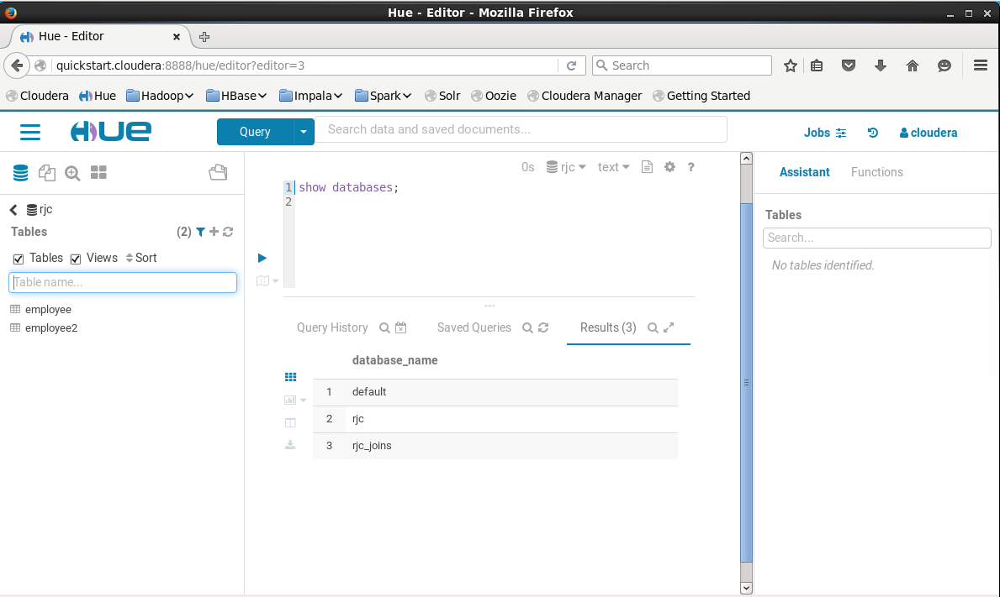 Hue - Editor - Mozilla Firefox
Hue - Editor
quickstart.cloudera:8888/hue/editor?editor=3
Search
Cloudera Hue Hadoop HBase Impala Spark Solr Oozie Cloudera Manager Getting Started
HUE Query Search data and saved documents... Jobs cloudera
0s rjc text ?
Assistant Functions
1 show databases;
2
rjc
Tables (2)
Tables Views Sort
Table name...
employee
employee2
Tables
Search...
No tables identified.
Query History Saved Queries Results (3)
database_name
1 default
2 rjc
3 rjc_joins